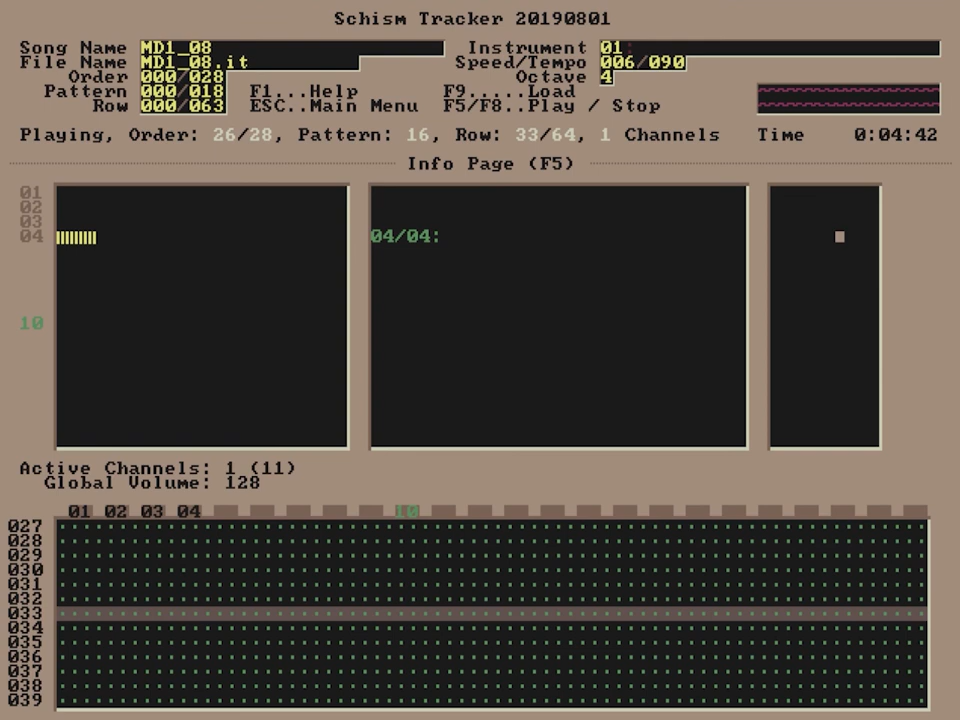 Schism Tracker 20190801
Song Name MD1_08 Instrument 01:
File Name MD1_08.it Speed/Tempo 006/090
Order 000/028 Octave 4
Pattern 000/018 F1...Help F9.....Load
Row 000/063 ESC..Main Menu F5/F8..Play / Stop
Playing, Order: 26/28, Pattern: 16, Row: 33/64, 1 Channels Time 0:04:42
Info Page (F5)
01
02
03
04 04/04:
10
Active Channels: 1 (11)
Global Volume: 128
01 02 03 04 10
027
028
029
030
031
032
033
034
035
036
037
038
039